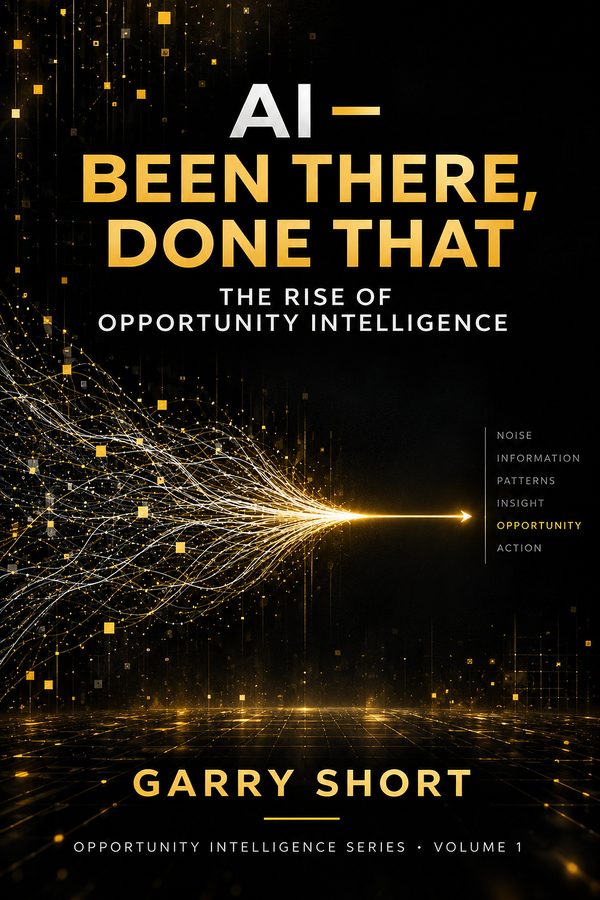 AI –
BEEN THERE,
DONE THAT
THE RISE OF
OPPORTUNITY INTELLIGENCE
NOISE
INFORMATION
PATTERNS
INSIGHT
OPPORTUNITY
ACTION
GARRY SHORT
OPPORTUNITY INTELLIGENCE SERIES • VOLUME 1